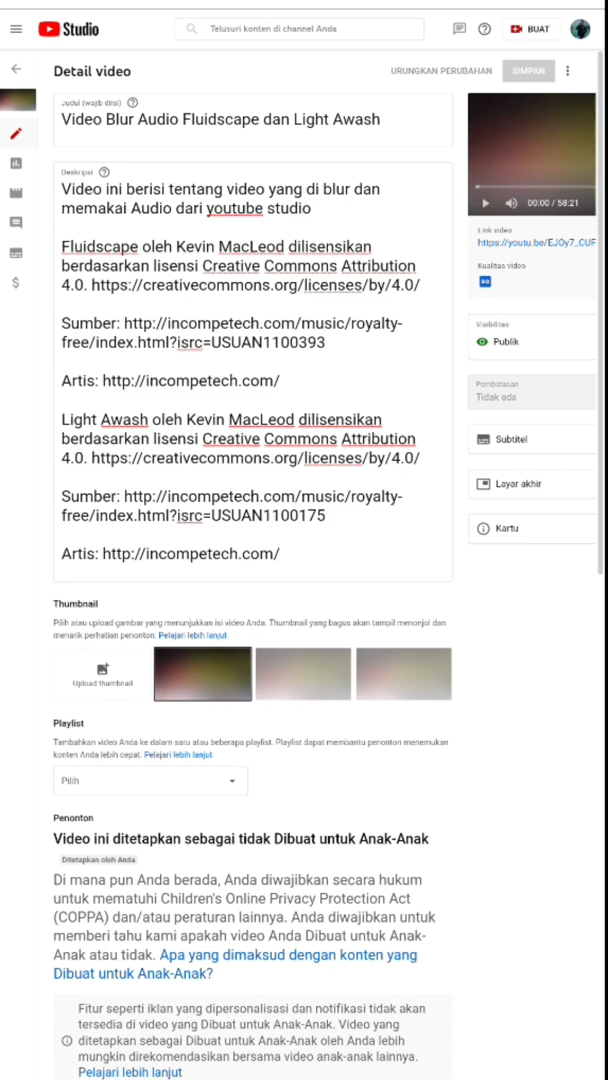 Studio
Telusuri konten di channel Anda
BUAT
Detail video
URUNGKAN PERUBAHAN
SIMPAN
Judul (wajib diisi)
Video Blur Audio Fluidscape dan Light Awash
Deskripsi
Video ini berisi tentang video yang di blur dan
memakai Audio dari youtube studio
Fluidscape oleh Kevin MacLeod dilisensikan
berdasarkan lisensi Creative Commons Attribution
4.0. https://creativecommons.org/licenses/by/4.0/
Sumber: http://incompetech.com/music/royalty-
free/index.html?isrc=USUAN1100393
Artis: http://incompetech.com/
Light Awash oleh Kevin MacLeod dilisensikan
berdasarkan lisensi Creative Commons Attribution
4.0. https://creativecommons.org/licenses/by/4.0/
Sumber: http://incompetech.com/music/royalty-
free/index.html?isrc=USUAN1100175
Artis: http://incompetech.com/
00:00 / 58:21
Link video
https://youtu.be/EJOy7_CUF
Kualitas video
Visibilitas
Publik
Pembatasan
Tidak ada
Subtitel
Layar akhir
Kartu
Thumbnail
Pilih atau upload gambar yang menunjukkan isi video Anda. Thumbnail yang bagus akan tampil menonjol dan
menarik perhatian penonton. Pelajari lebih lanjut
Upload thumbnail
Playlist
Tambahkan video Anda ke dalam satu atau beberapa playlist. Playlist dapat membantu penonton menemukan
konten Anda lebih cepat. Pelajari lebih lanjut
Pilih
Penonton
Video ini ditetapkan sebagai tidak Dibuat untuk Anak-Anak
Ditetapkan oleh Anda
Di mana pun Anda berada, Anda diwajibkan secara hukum
untuk mematuhi Children's Online Privacy Protection Act
(COPPA) dan/atau peraturan lainnya. Anda diwajibkan untuk
memberi tahu kami apakah video Anda Dibuat untuk Anak-
Anak atau tidak. Apa yang dimaksud dengan konten yang
Dibuat untuk Anak-Anak?
Fitur seperti iklan yang dipersonalisasi dan notifikasi tidak akan
tersedia di video yang Dibuat untuk Anak-Anak. Video yang
ditetapkan sebagai Dibuat untuk Anak-Anak oleh Anda lebih
mungkin direkomendasikan bersama video anak-anak lainnya.
Pelajari lebih lanjut